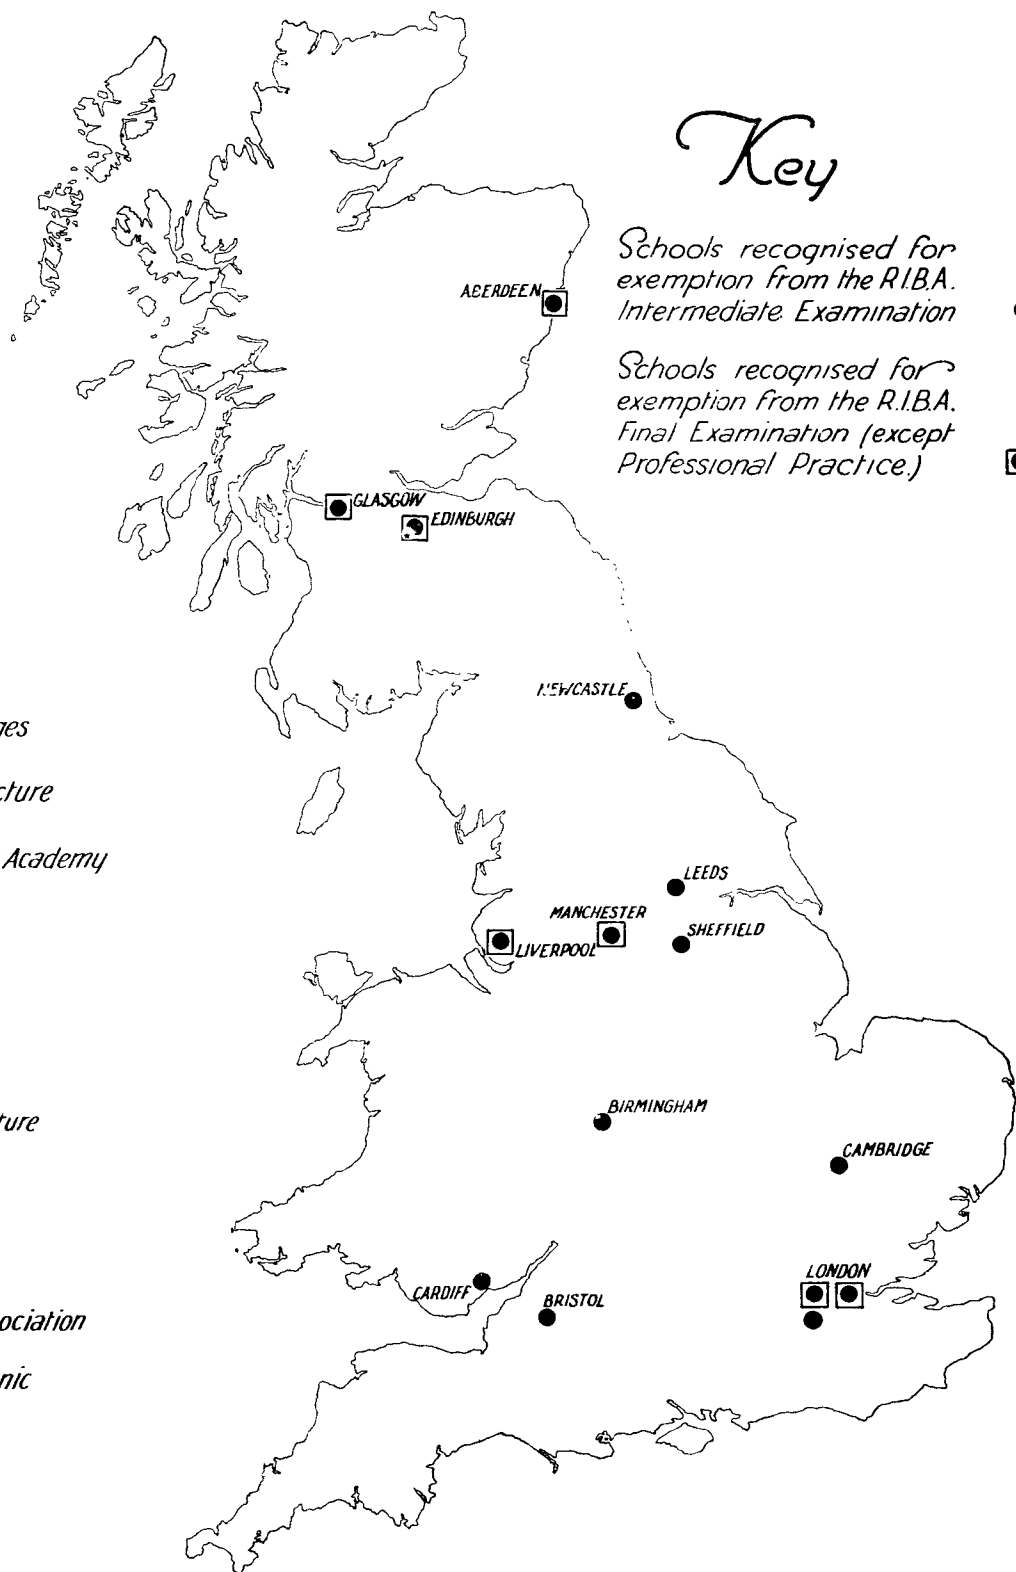 Key
Schools recognised for
exemption from the R.I.B.A.
Intermediate Examination
Schools recognised for
exemption from the R.I.B.A.
Final Examination (except
Professional Practice.)
ABERDEEN
GLASGOW
EDINBURGH
NEWCASTLE
ges
cture
Academy
LEEDS
MANCHESTER
SHEFFIELD
LIVERPOOL
BIRMINGHAM
ture
CAMBRIDGE
LONDON
CARDIFF
BRISTOL
ociation
nic